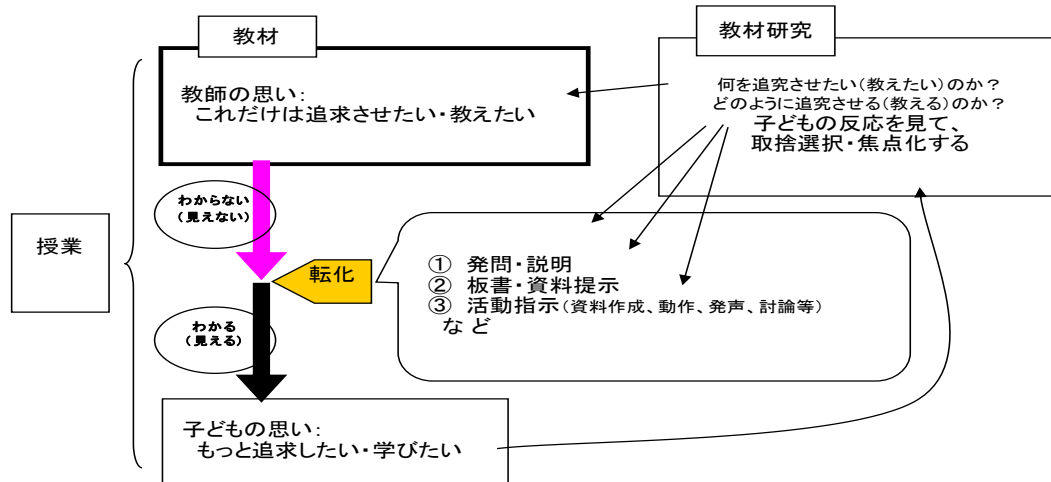 教材
教師の思い:
これだけは追求させたい・教えたい
教材研究
何を追究させたい(教えたい)のか?
どのように追究させる(教える)のか?
子どもの反応を見て、
取捨選択・焦点化する
授業
わからない
(見えない)
転化
① 発問・説明
② 板書・資料提示
③ 活動指示(資料作成、動作、発声、討論等)
など
わかる
(見える)
子どもの思い:
もっと追求したい・学びたい